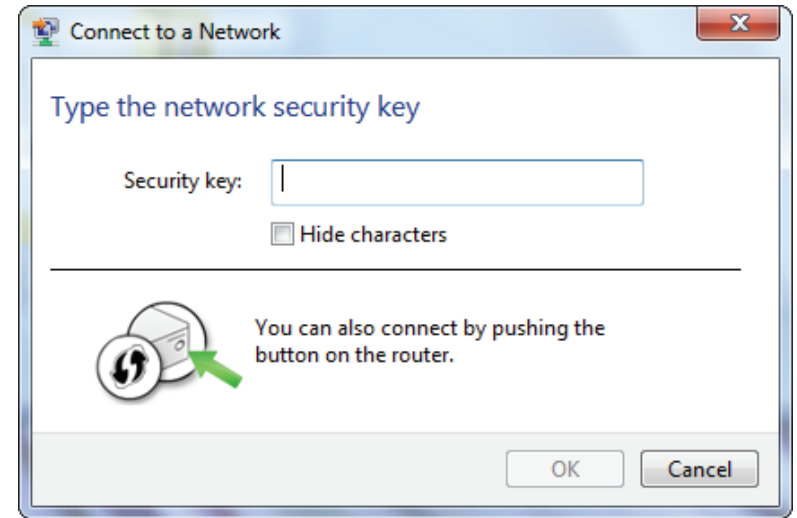 Connect to a Network
Type the network security key
Security key:
Hide characters
You can also connect by pushing the
button on the router.
OK
Cancel